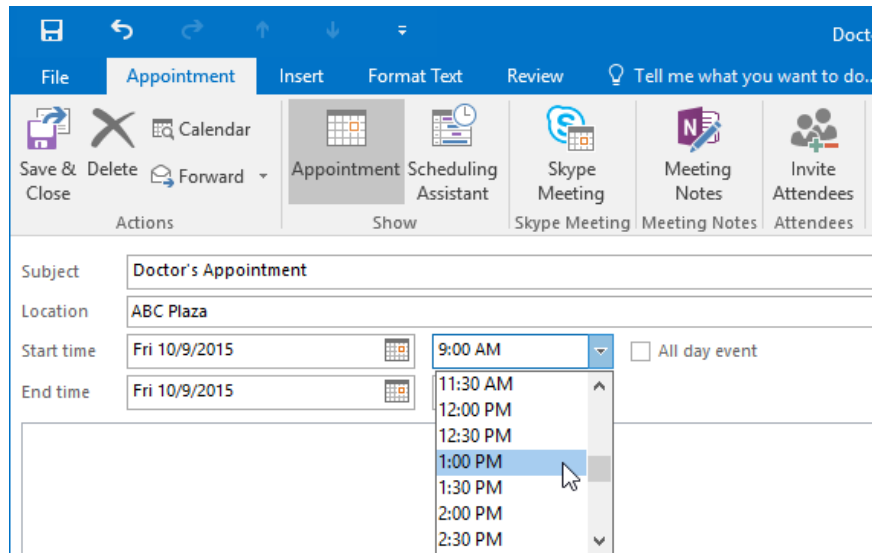 Doct
File Appointment Insert Format Text Review Tell me what you want to do..
Save & Close Delete Calendar Forward Appointment Scheduling Assistant Skype Meeting Meeting Notes Invite Attendees
Actions Show Skype Meeting Meeting Notes Attendees
Subject Doctor's Appointment
Location ABC Plaza
Start time Fri 10/9/2015 9:00 AM All day event
End time Fri 10/9/2015
11:30 AM
12:00 PM
12:30 PM
1:00 PM
1:30 PM
2:00 PM
2:30 PM